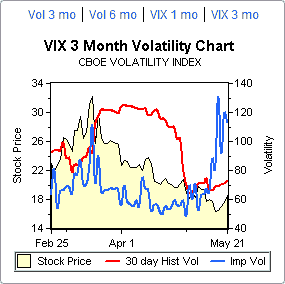 Vol 3 mo | Vol 6 mo | VIX 1 mo | VIX 3 mo
VIX 3 Month Volatility Chart
CBOE VOLATILITY INDEX
34 140
30 120
26 100
22 80
18 60
14 40
Stock Price
Volatility
Feb 25 Apr 1 May 21
Stock Price 30 day Hist Vol Imp Vol